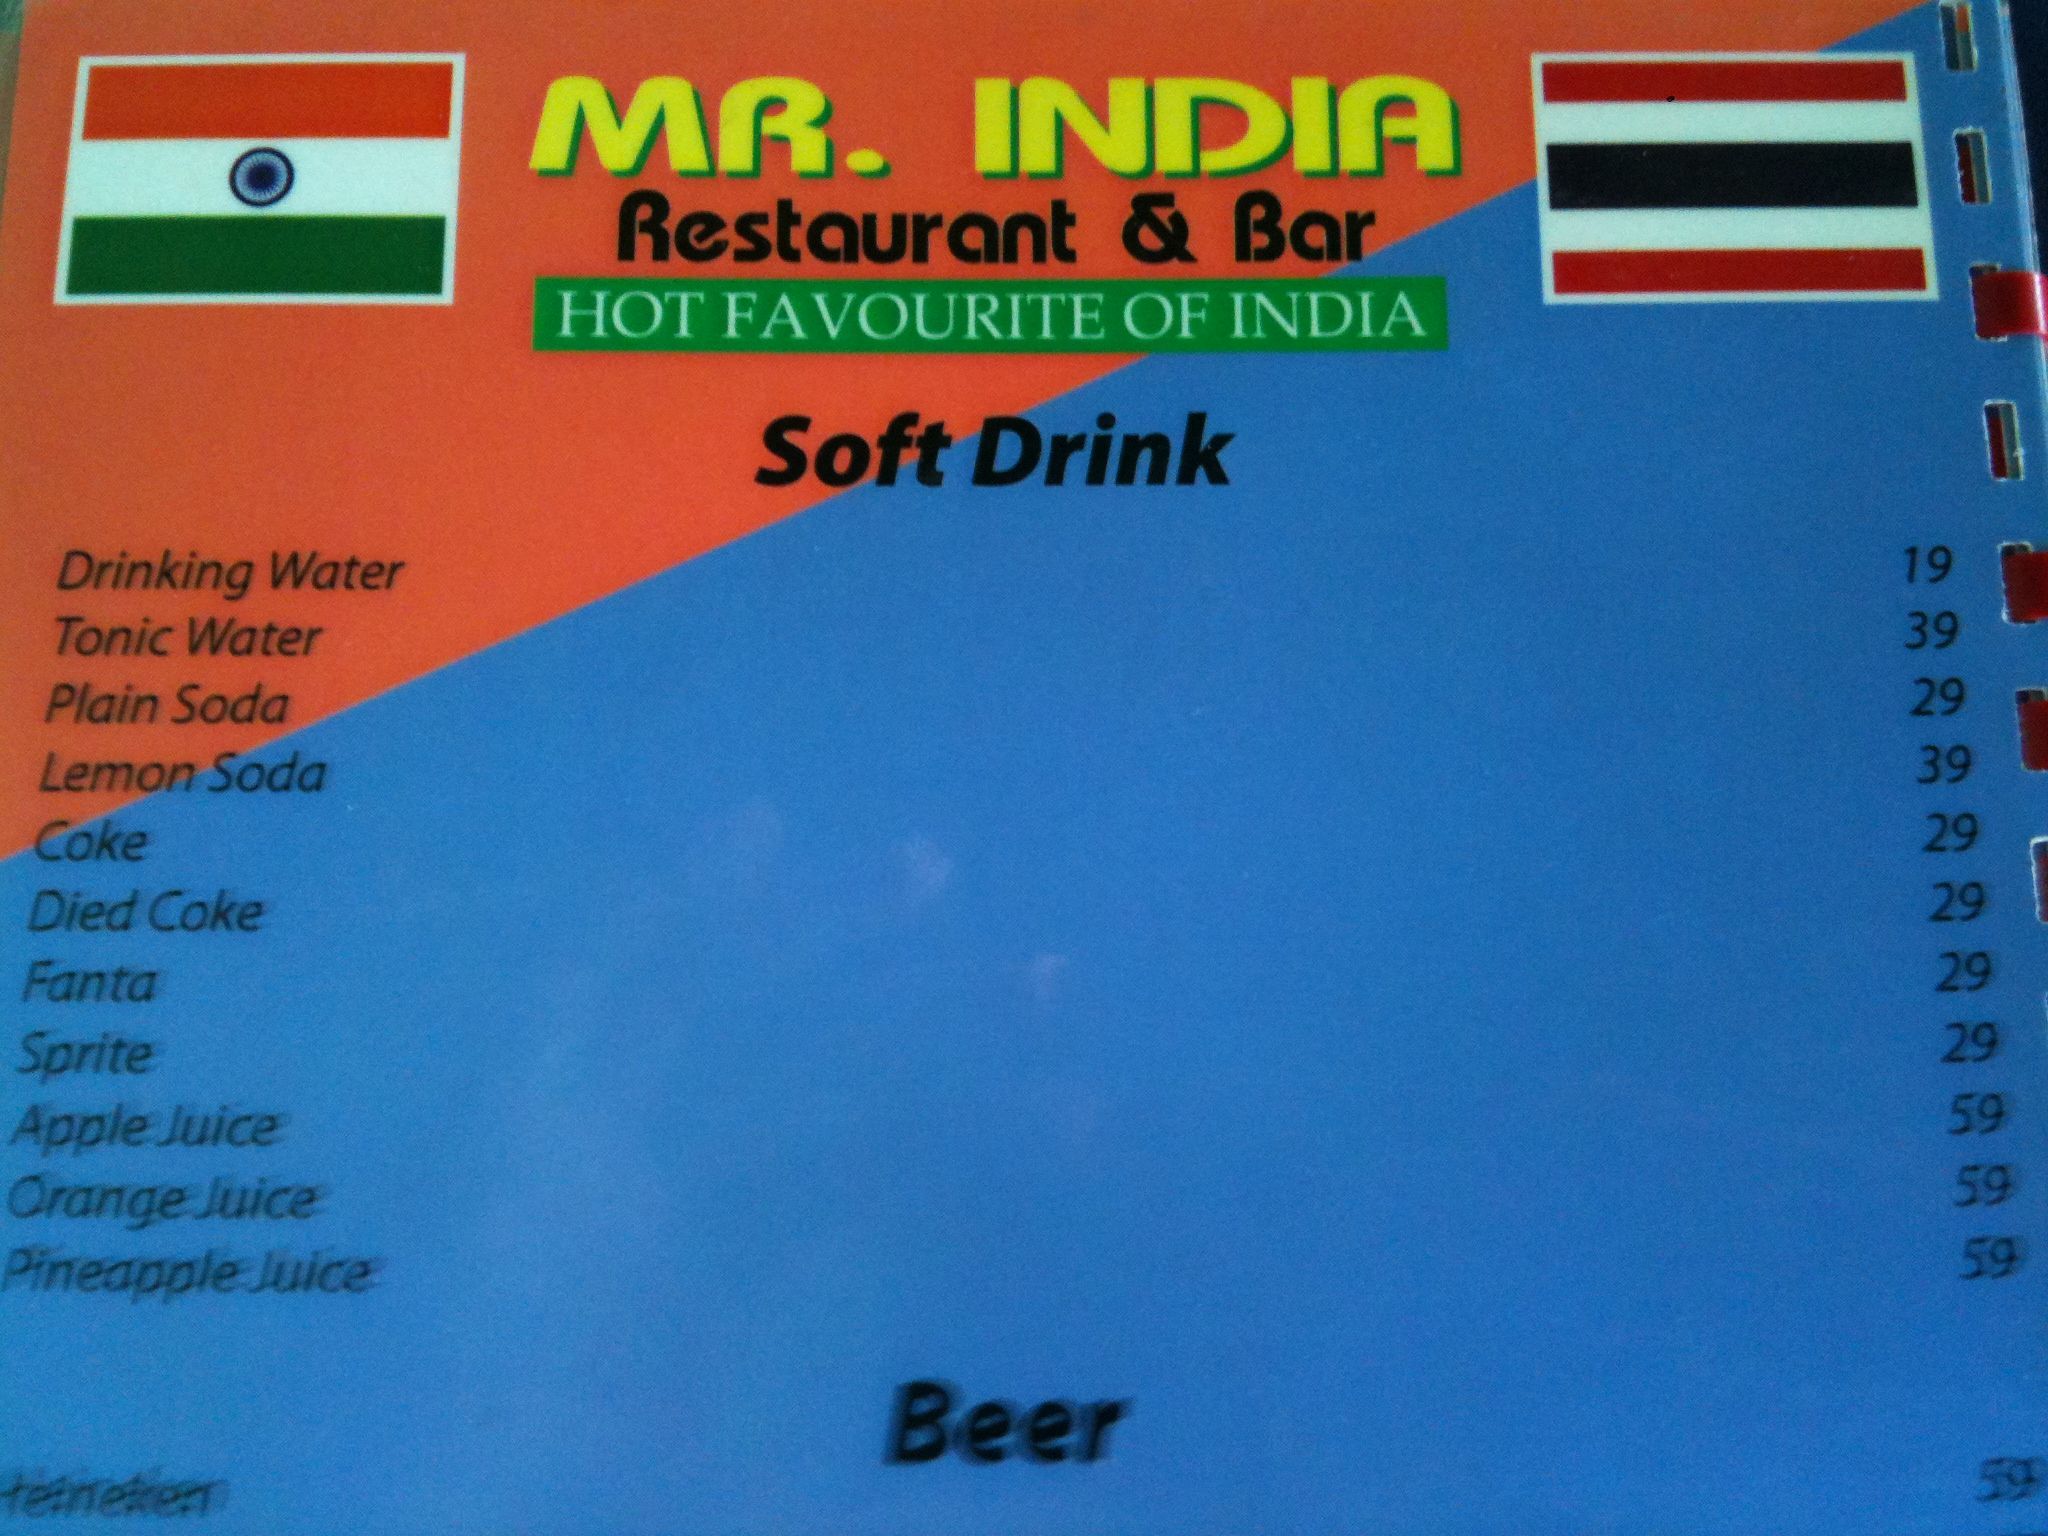 MR. INDIA
Restaurant & Bar
HOT FAVOURITE OF INDIA
Soft Drink
Drinking Water 19
Tonic Water 39
Plain Soda 29
Lemon Soda 39
Coke 29
Died Coke 29
Fanta 29
Sprite 29
Apple Juice 59
Orange Juice 59
Pineapple Juice 59
Beer
Heineken 59